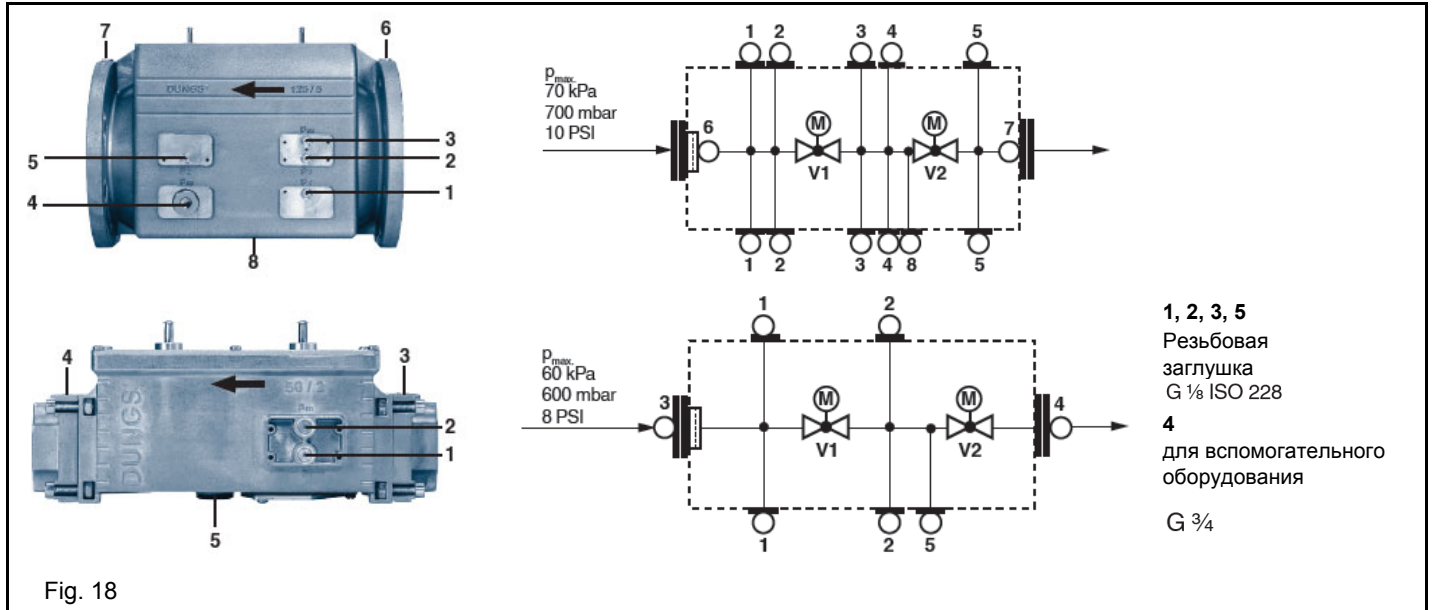 7
6
DUNGS
125/5
3
5
2
1
4
8
1 2 3 4 5
pmax.
70 kPa
700 mbar
10 PSI
6
M
M
7
V1
V2
1 2 3 4 8 5
4
3
DUNGS
2
1
5
1 2
pmax.
60 kPa
600 mbar
8 PSI
3
M
M
4
V1
V2
1 2 5
1, 2, 3, 5
Резьбовая
заглушка
G ⅛ ISO 228
4
для вспомогательного
оборудования
G ¾
Fig. 18